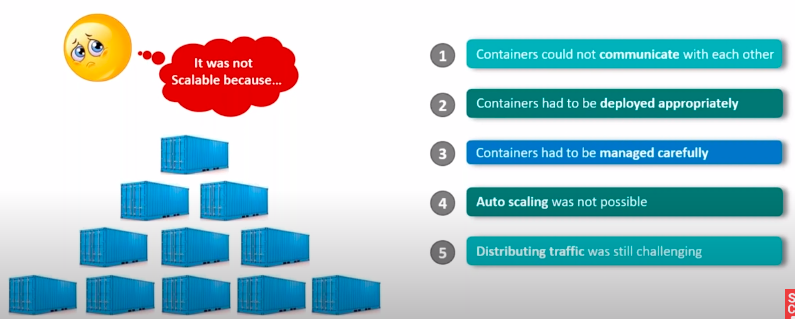 It was not
Scalable because...
1
Containers could not communicate with each other
2
Containers had to be deployed appropriately
3
Containers had to be managed carefully
4
Auto scaling was not possible
5
Distributing traffic was still challenging
S
C